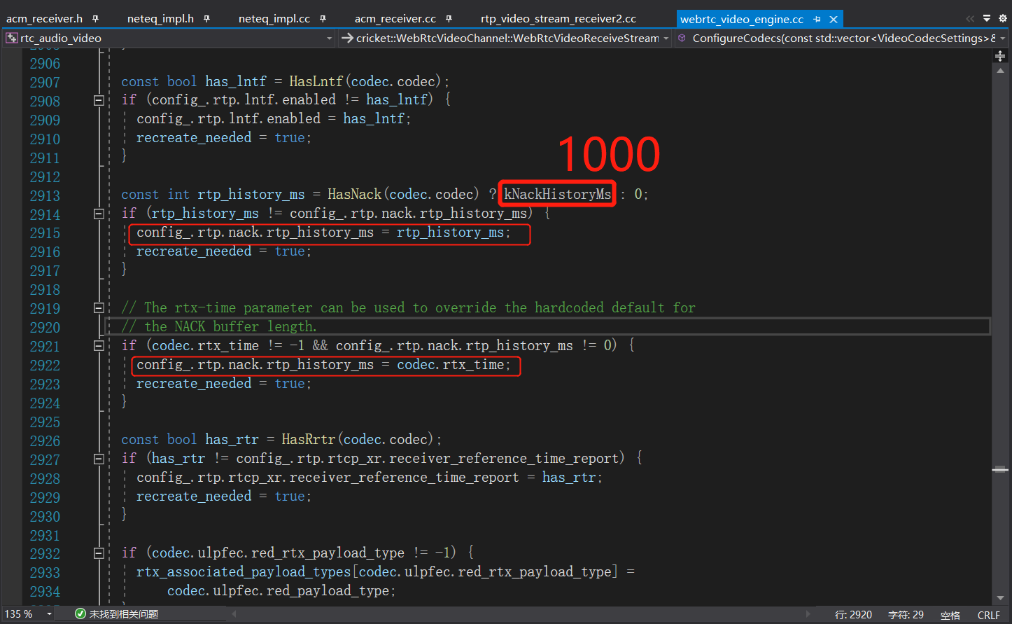 acm_receiver.h neteq_impl.h neteq_impl.cc acm_receiver.cc rtp_video_stream_receiver2.cc webrtc_video_engine.cc
rtc_audio_video cricket::WebRtcVideoChannel::WebRtcVideoReceiveStream ConfigureCodecs(const std::vector<VideoCodecSettings>&
2906
2907 const bool has_lntf = HasLntf(codec.codec);
2908 if (config_.rtp.lntf.enabled != has_lntf) {
2909 config_.rtp.lntf.enabled = has_lntf;
2910 recreate_needed = true;
2911 }
1000
2912
2913 const int rtp_history_ms = HasNack(codec.codec) ? kNackHistoryMs : 0;
2914 if (rtp_history_ms != config_.rtp.nack.rtp_history_ms) {
2915 config_.rtp.nack.rtp_history_ms = rtp_history_ms;
2916 recreate_needed = true;
2917 }
2918
2919 // The rtx-time parameter can be used to override the hardcoded default for
2920 // the NACK buffer length.
2921 if (codec.rtx_time != -1 && config_.rtp.nack.rtp_history_ms != 0) {
2922 config_.rtp.nack.rtp_history_ms = codec.rtx_time;
2923 recreate_needed = true;
2924 }
2925
2926 const bool has_rtr = HasRrtr(codec.codec);
2927 if (has_rtr != config_.rtp.rtcp_xr.receiver_reference_time_report) {
2928 config_.rtp.rtcp_xr.receiver_reference_time_report = has_rtr;
2929 recreate_needed = true;
2930 }
2931
2932 if (codec.ulpfec.red_rtx_payload_type != -1) {
2933 rtx_associated_payload_types[codec.ulpfec.red_rtx_payload_type] =
2934 codec.ulpfec.red_payload_type;
135 % 未找到相关问题 行: 2920 字符: 29 空格 CRLF